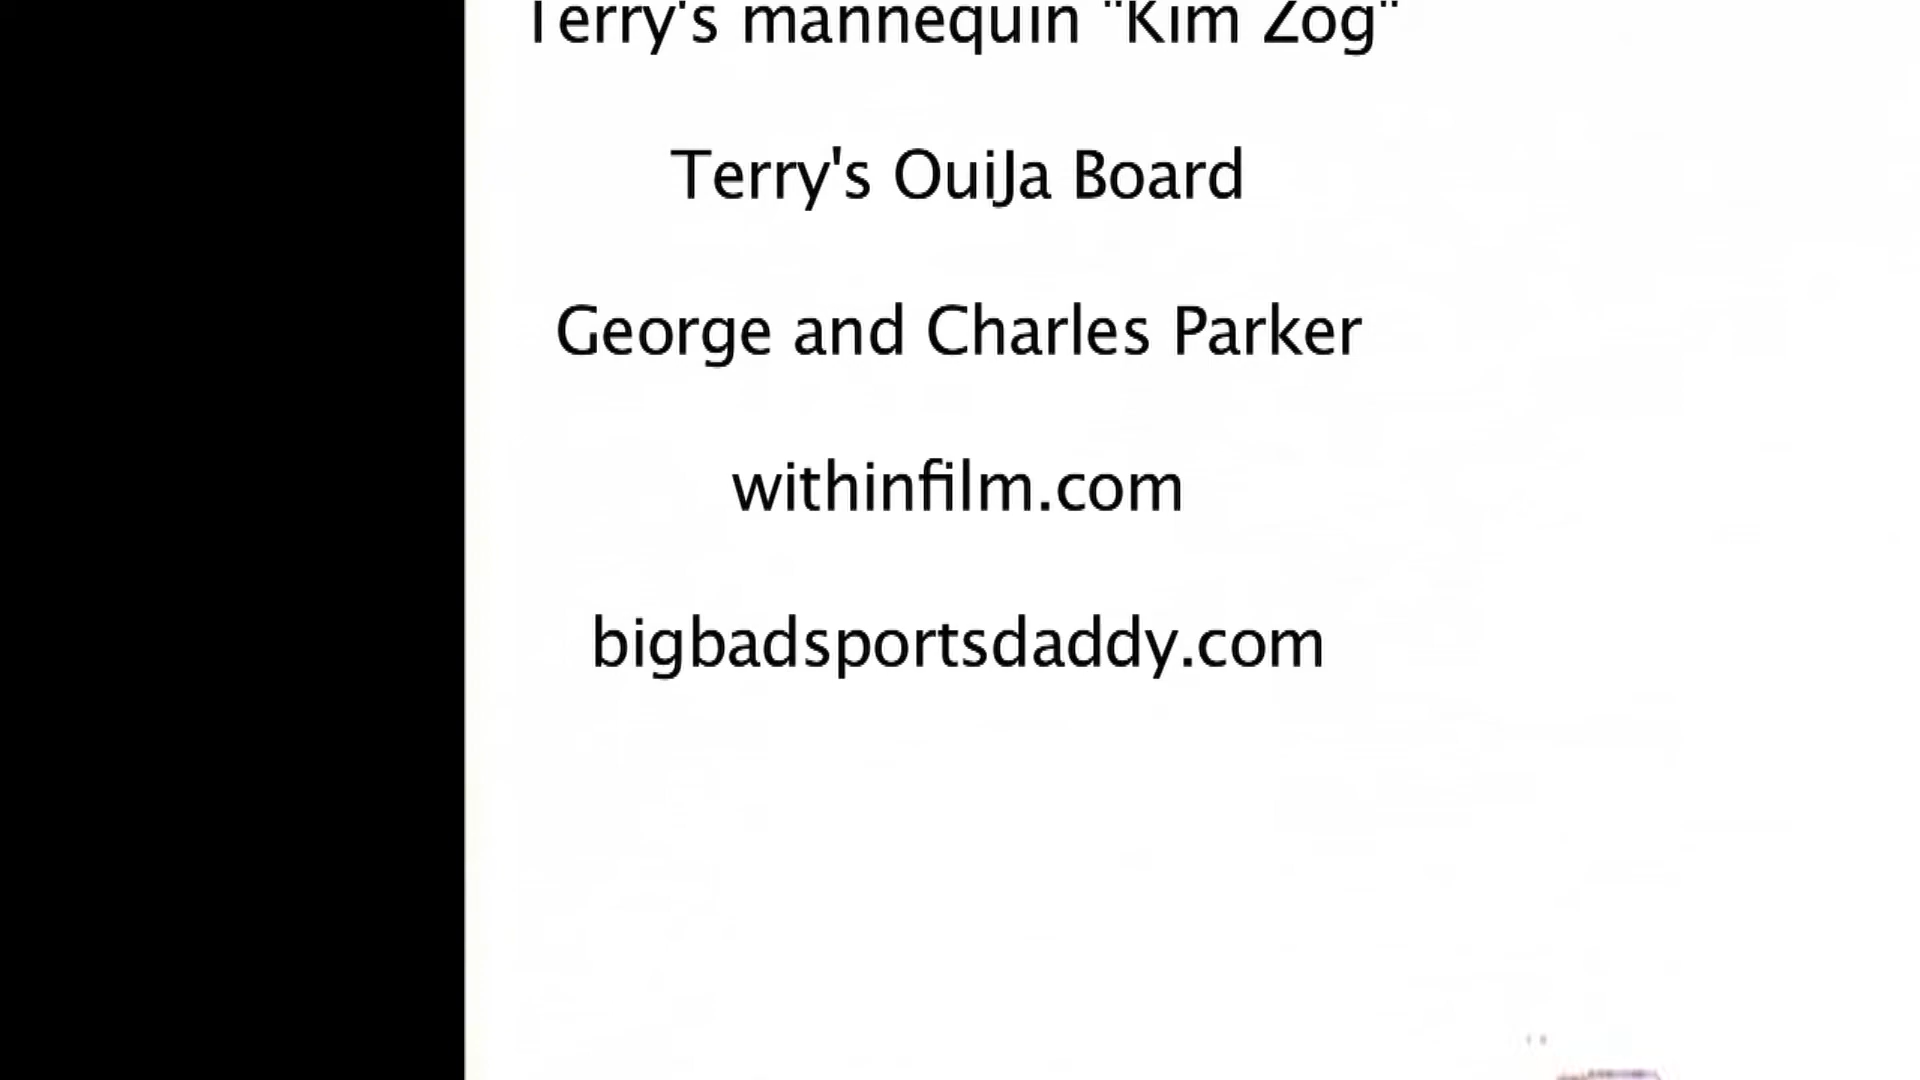 Terry's mannequin "Kim Zog"
Terry's OuiJa Board
George and Charles Parker
withinfilm.com
bigbadsportsdaddy.com